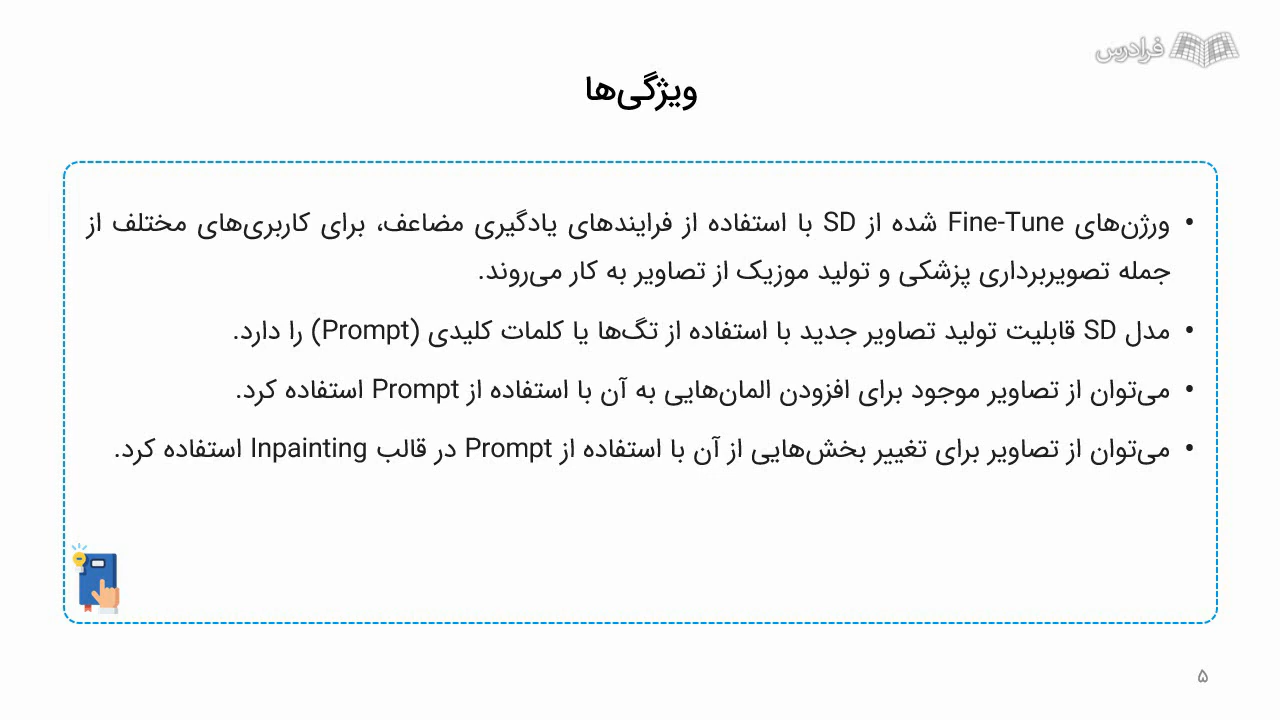 فرادرس
ویژگی‌ها
• ورژن‌های Fine-Tune شده از SD با استفاده از فرایندهای یادگیری مضاعف، برای کاربری‌های مختلف از
جمله تصویربرداری پزشکی و تولید موزیک از تصاویر به کار می‌روند.
• مدل SD قابلیت تولید تصاویر جدید با استفاده از تگ‌ها یا کلمات کلیدی (Prompt) را دارد.
• می‌توان از تصاویر موجود برای افزودن المان‌هایی به آن با استفاده از Prompt استفاده کرد.
• می‌توان از تصاویر برای تغییر بخش‌هایی از آن با استفاده از Prompt در قالب Inpainting استفاده کرد.
۵